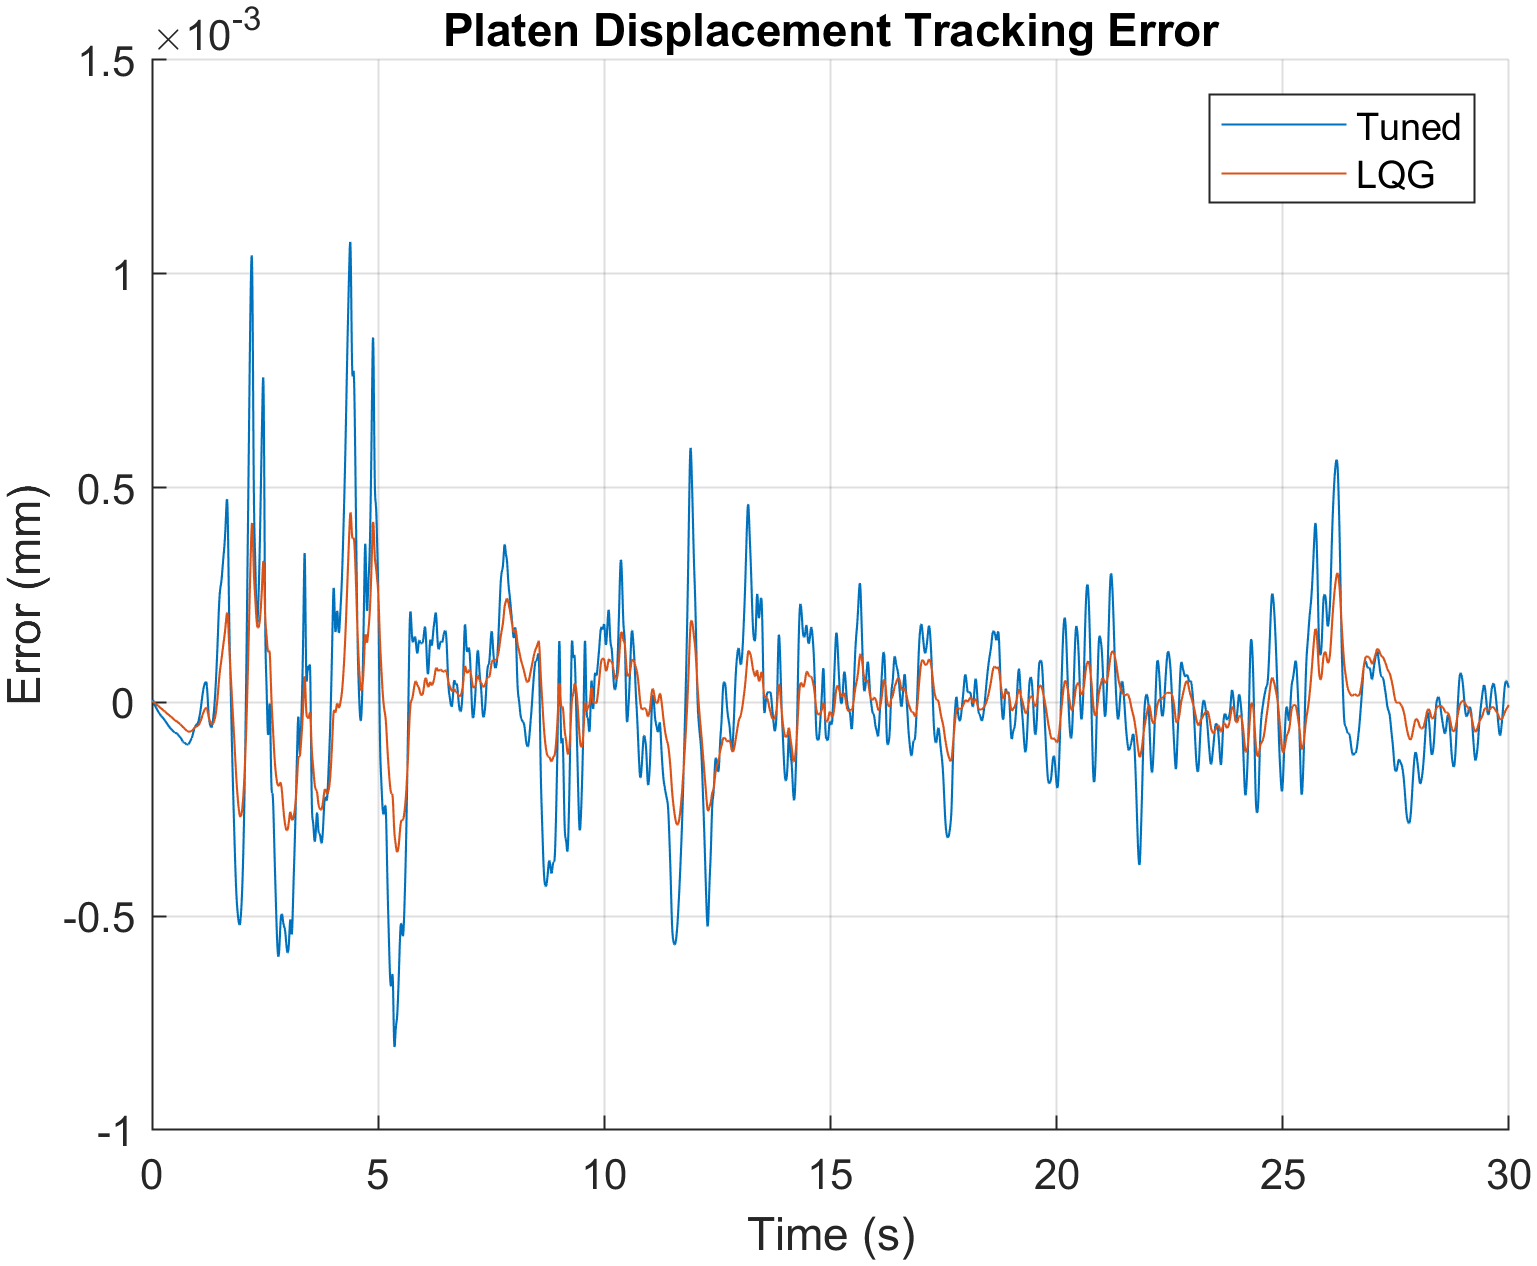 Platen Displacement Tracking Error
×10⁻³
1.5
1
0.5
0
-0.5
-1
Error (mm)
Tuned
LQG
0 5 10 15 20 25 30
Time (s)